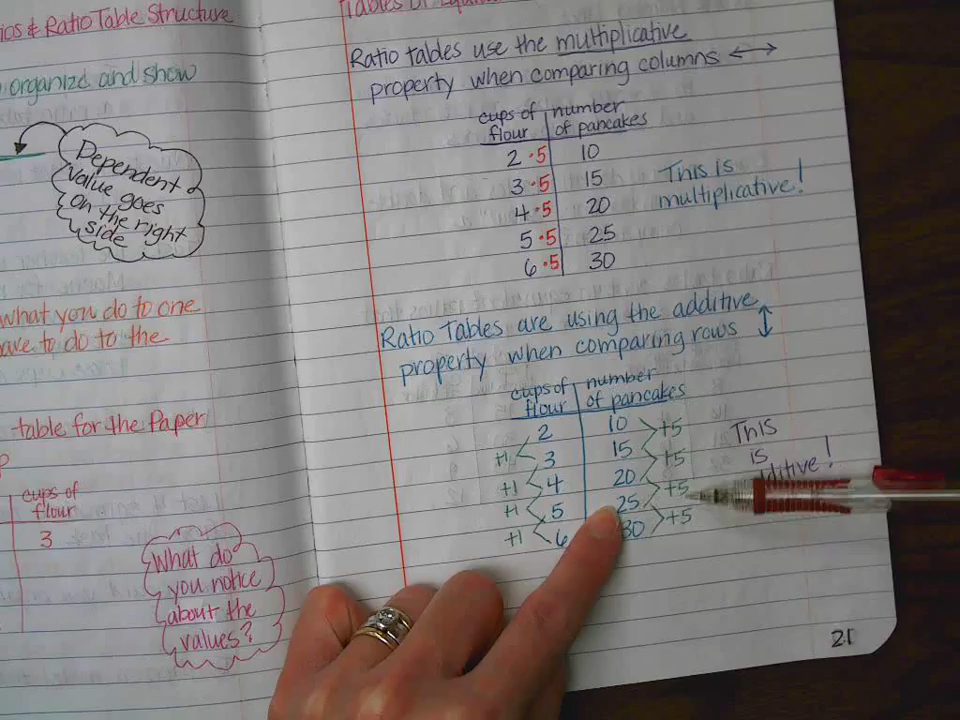 ios & Ratio Table Structure
organize and show
Dependent
value goes
on the right
side
what you do to one
ave to do to the
table for the Paper
cups of
flour
3
What do
you notice
about the
values?
Tables of
Ratio tables use the multiplicative
property when comparing columns ↔
cups of flour | number of pancakes
2 ·5 | 10
3 ·5 | 15
4 ·5 | 20
5 ·5 | 25
6 ·5 | 30
This is
multiplicative!
Ratio Tables are using the additive
property when comparing rows ↕
cups of flour | number of pancakes
2 | 10
+1 3 | 15 +5
+1 4 | 20 +5
+1 5 | 25 +5
+1 6 | 30 +5
This
is
ditive!
21